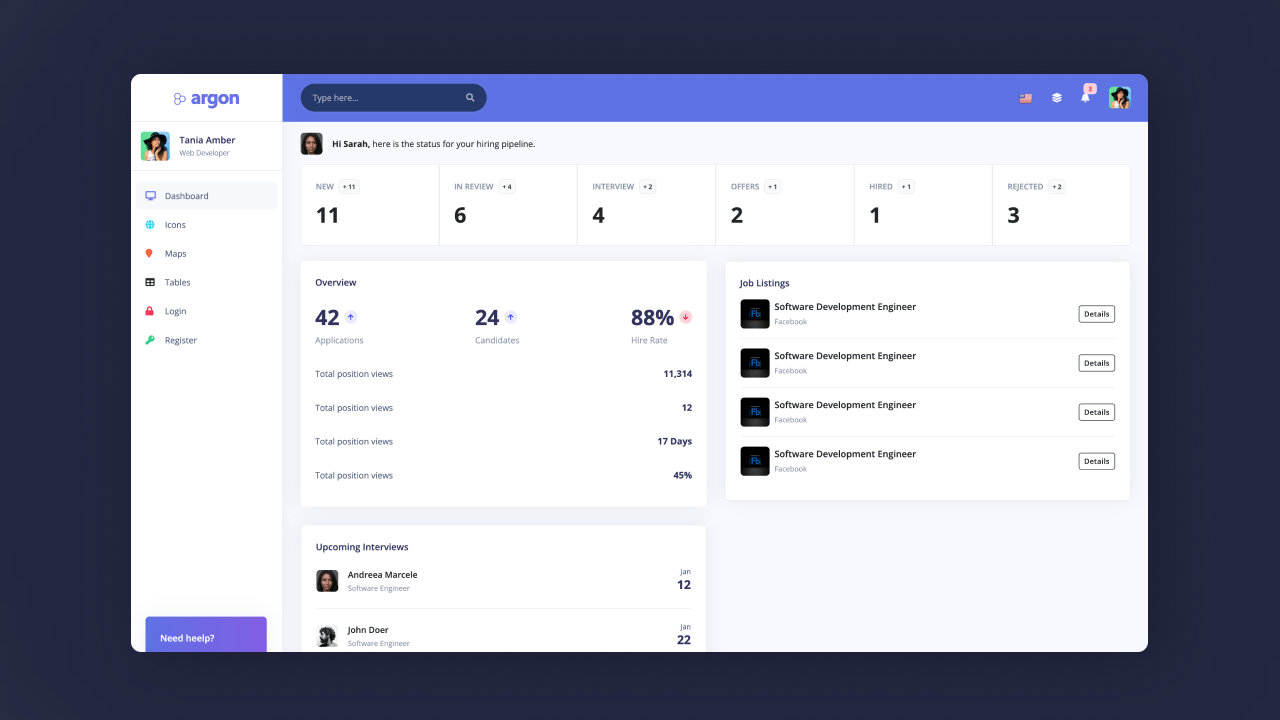 argon
Type here...
3
Tania Amber
Web Developer
Hi Sarah, here is the status for your hiring pipeline.
Dashboard
Icons
Maps
Tables
Login
Register
NEW + 11
11
IN REVIEW + 4
6
INTERVIEW + 2
4
OFFERS + 1
2
HIRED + 1
1
REJECTED + 2
3
Overview
42
Applications
24
Candidates
88%
Hire Rate
Total position views 11,314
Total position views 12
Total position views 17 Days
Total position views 45%
Job Listings
Fb
Software Development Engineer
Facebook
Details
Fb
Software Development Engineer
Facebook
Details
Fb
Software Development Engineer
Facebook
Details
Fb
Software Development Engineer
Facebook
Details
Upcoming Interviews
Andreea Marcele
Software Engineer
Jan
12
John Doer
Software Engineer
Jan
22
Need heelp?